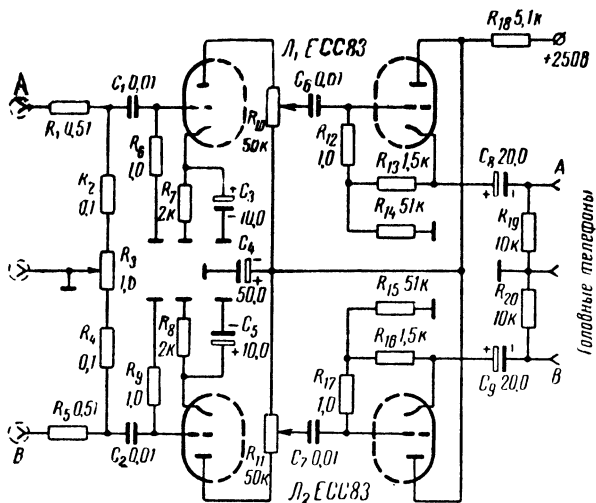 R18 5,1к
+250В
Л1 ЕСС83
A
C1 0,01
C6 0,01
R1 0,51
R10
50к
R6
1,0
R12
1,0
R2
0,1
R7
2к
C3
+
− 10,0
R13 1,5к
C8 20,0
+
A
R14 51к
R19
10к
C4
−
+
50,0
R3
1,0
R15 51к
R20
10к
Головные телефоны
R4
0,1
R8
2к
− C5
+ 10,0
R16 1,5к
+
C9 20,0
B
R9
1,0
R17
1,0
R5 0,51
B
C2 0,01
R11
50к
C7 0,01
Л2 ЕСС83